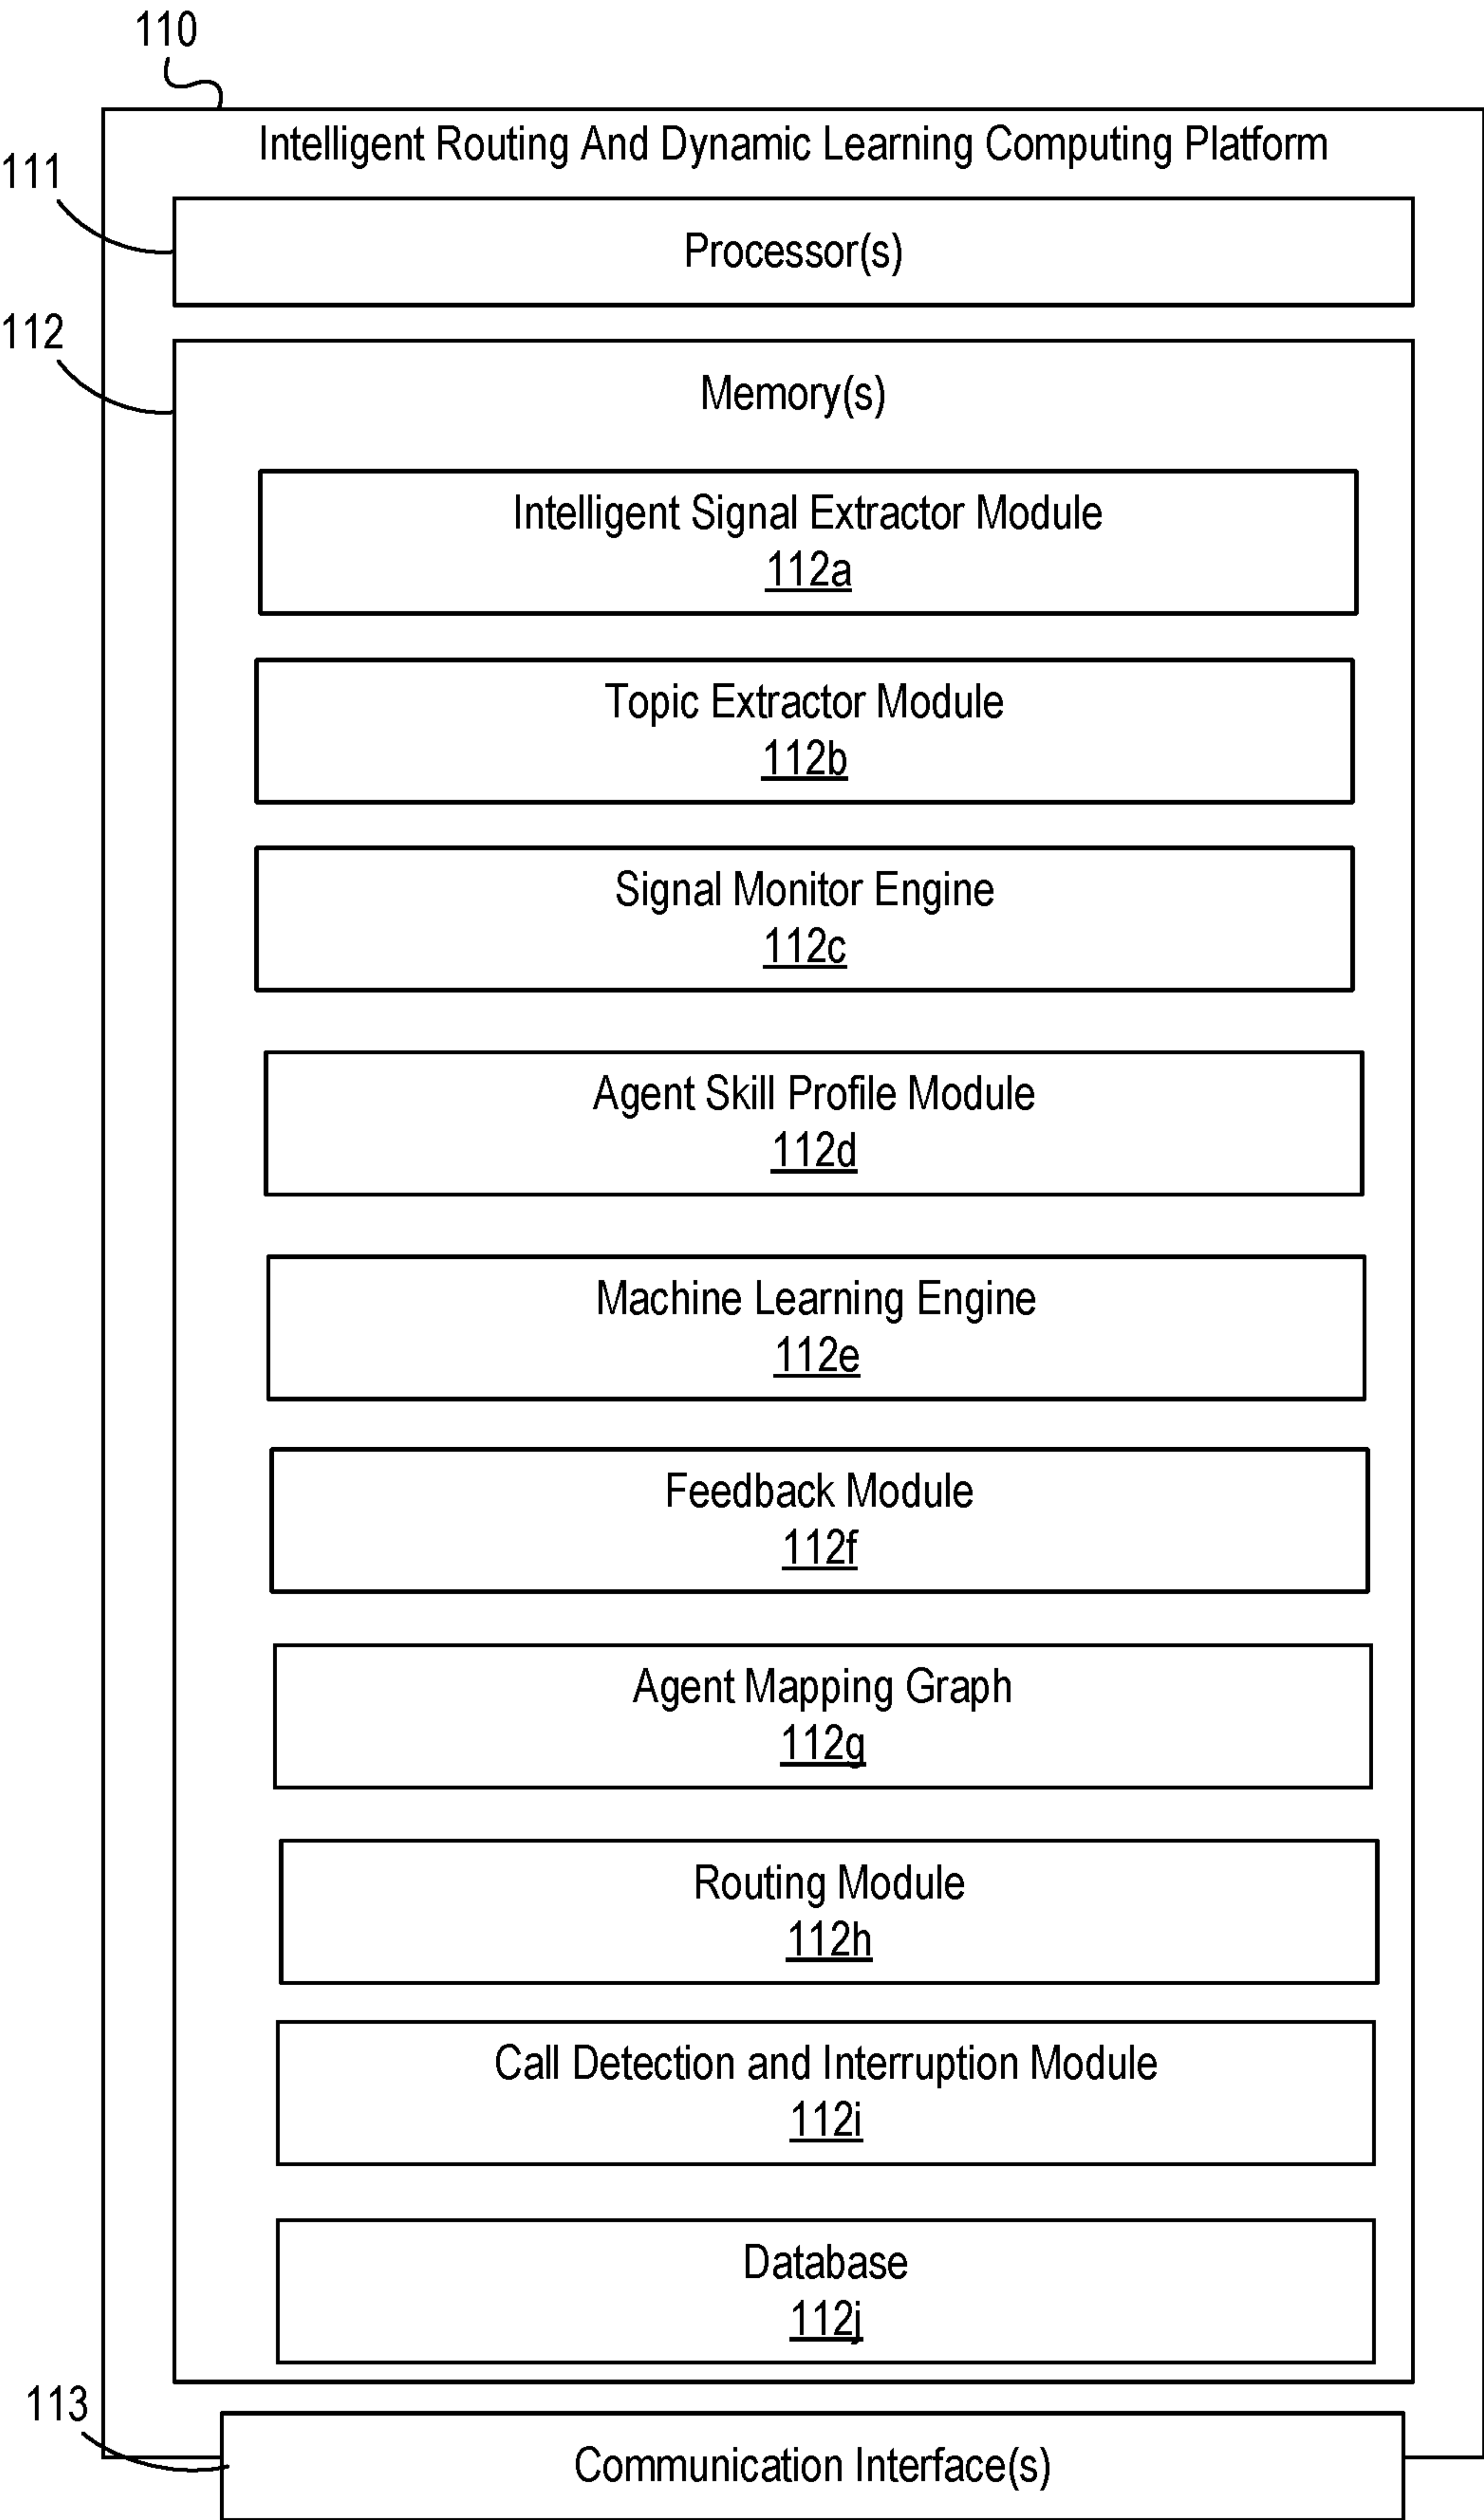 110
Intelligent Routing And Dynamic Learning Computing Platform
111
Processor(s)
112
Memory(s)
Intelligent Signal Extractor Module
112a
Topic Extractor Module
112b
Signal Monitor Engine
112c
Agent Skill Profile Module
112d
Machine Learning Engine
112e
Feedback Module
112f
Agent Mapping Graph
112g
Routing Module
112h
Call Detection and Interruption Module
112i
Database
112j
113
Communication Interface(s)